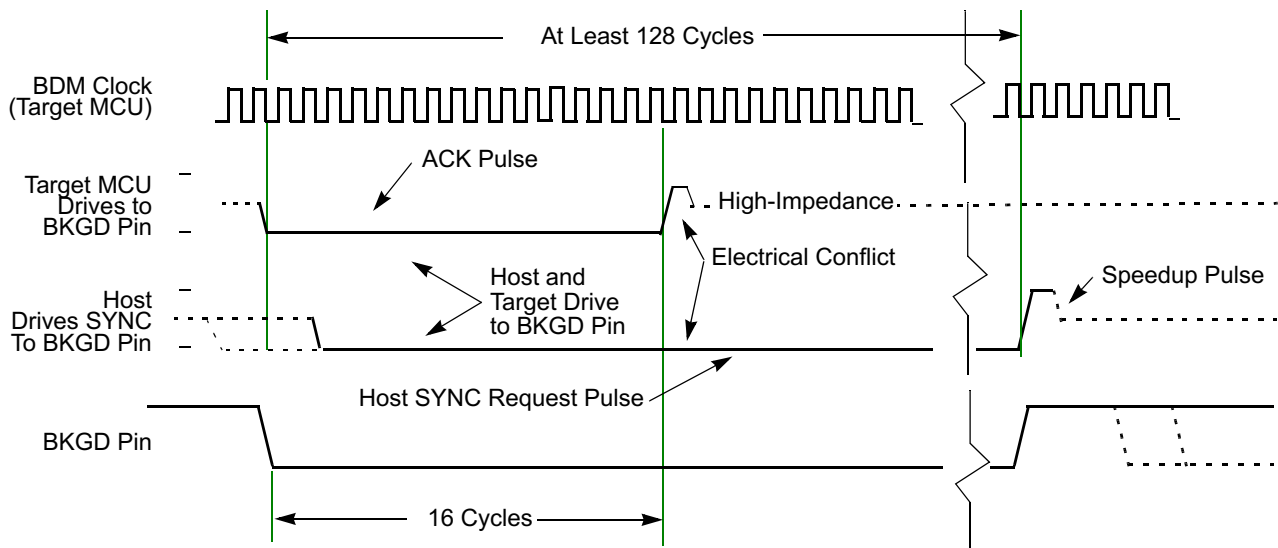 At Least 128 Cycles
BDM Clock
(Target MCU)
ACK Pulse
Target MCU
Drives to
BKGD Pin
High-Impedance
Electrical Conflict
Host and
Target Drive
to BKGD Pin
Speedup Pulse
Host
Drives SYNC
To BKGD Pin
Host SYNC Request Pulse
BKGD Pin
16 Cycles